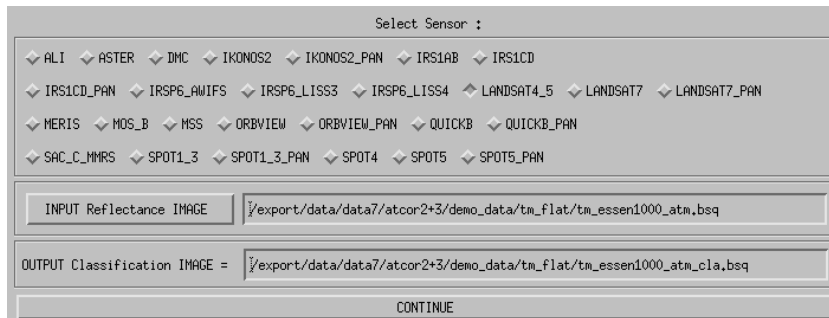 Select Sensor :
ALI ASTER DMC IKONOS2 IKONOS2_PAN IRS1AB IRS1CD
IRS1CD_PAN IRSP6_AWIFS IRSP6_LISS3 IRSP6_LISS4 LANDSAT4_5 LANDSAT7 LANDSAT7_PAN
MERIS MOS_B MSS ORBVIEW ORBVIEW_PAN QUICKB QUICKB_PAN
SAC_C_MMRS SPOT1_3 SPOT1_3_PAN SPOT4 SPOT5 SPOT5_PAN
INPUT Reflectance IMAGE /export/data/data7/atcor2+3/demo_data/tm_flat/tm_essen1000_atm.bsq
OUTPUT Classification IMAGE = /export/data/data7/atcor2+3/demo_data/tm_flat/tm_essen1000_atm_cla.bsq
CONTINUE